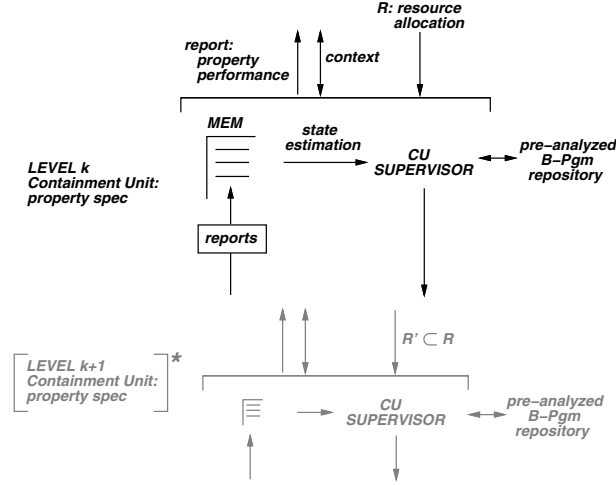 R: resource
allocation
report:
property
performance
context
MEM
state
estimation
CU
SUPERVISOR
pre-analyzed
B-Pgm
repository
LEVEL k
Containment Unit:
property spec
reports
R' ⊂ R
LEVEL k+1
Containment Unit:
property spec
*
CU
SUPERVISOR
pre-analyzed
B-Pgm
repository